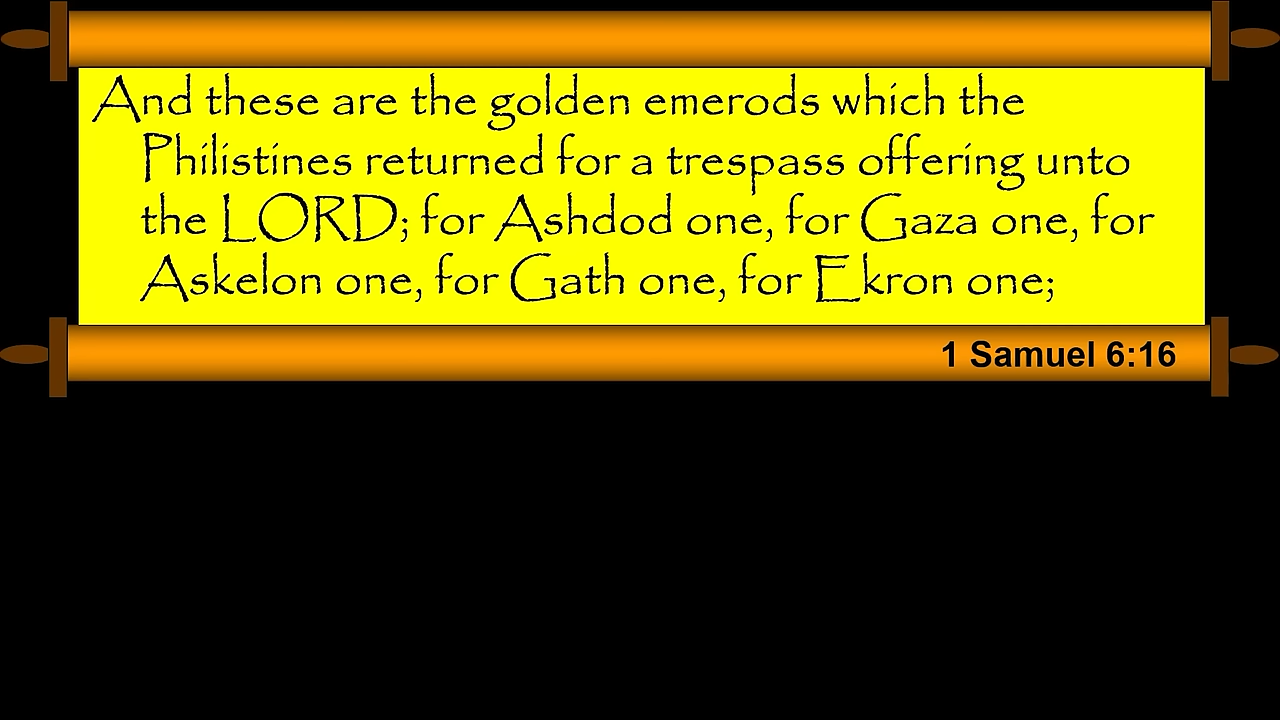 And these are the golden emerods which the
Philistines returned for a trespass offering unto
the LORD; for Ashdod one, for Gaza one, for
Askelon one, for Gath one, for Ekron one;
1 Samuel 6:16